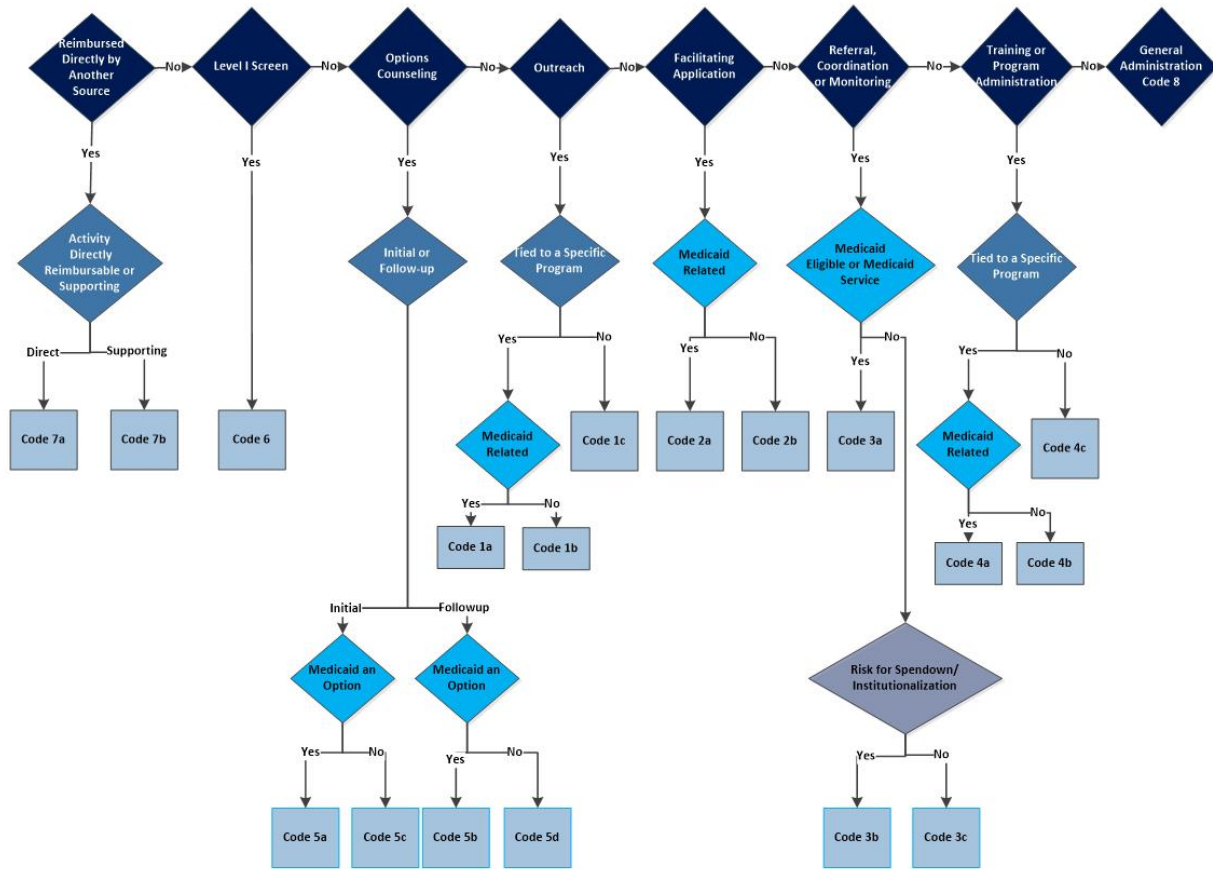 Reimbursed
Directly by
Another
Source
No
Level I Screen
No
Options
Counseling
No
Outreach
No
Facilitating
Application
No
Referral,
Coordination
or Monitoring
No
Training or
Program
Administration
No
General
Administration
Code 8
Yes
Yes
Yes
Yes
Yes
Yes
Yes
Activity
Directly
Reimbursable or
Supporting
Initial or
Follow-up
Tied to a Specific
Program
Medicaid
Related
Medicaid
Eligible or Medicaid
Service
Tied to a Specific
Program
Direct
Supporting
Yes
No
Yes
No
Yes
No
Yes
No
Code 7a
Code 7b
Code 6
Medicaid
Related
Code 1c
Code 2a
Code 2b
Code 3a
Medicaid
Related
Code 4c
Yes
No
Yes
No
Code 1a
Code 1b
Code 4a
Code 4b
Initial
Followup
Medicaid an
Option
Medicaid an
Option
Risk for Spendown/
Institutionalization
Yes
No
Yes
No
Yes
No
Code 5a
Code 5c
Code 5b
Code 5d
Code 3b
Code 3c